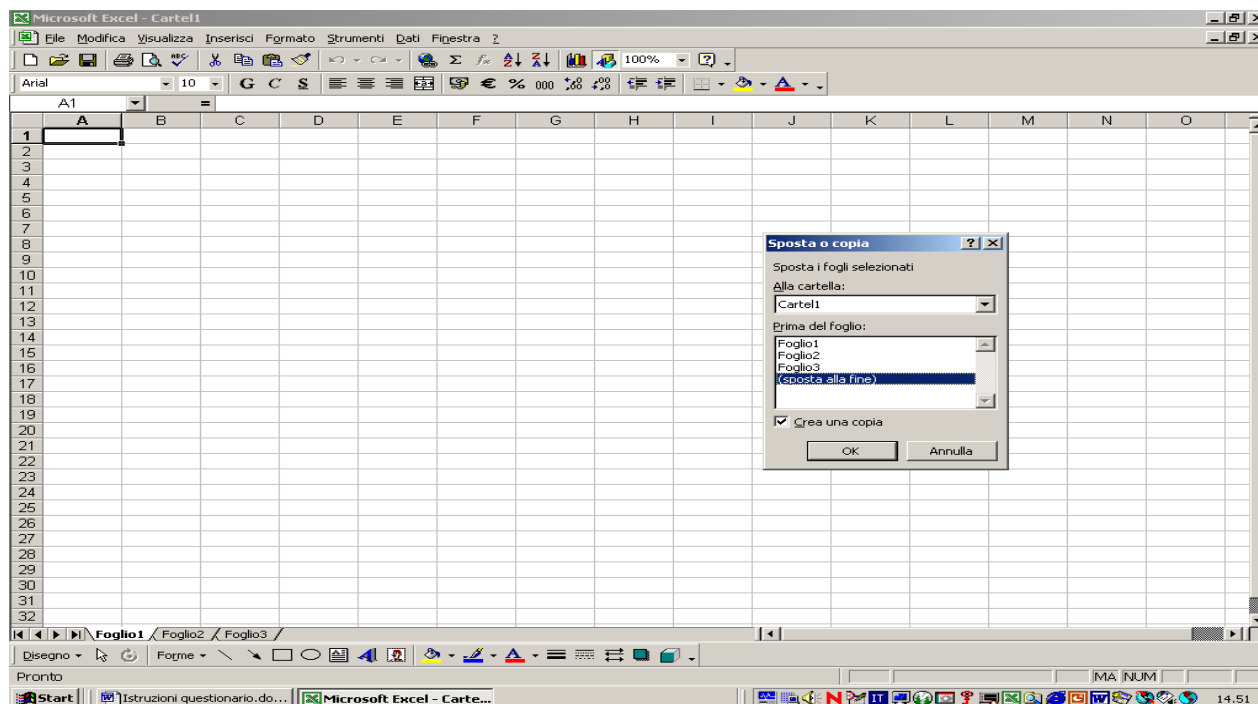 Microsoft Excel - Cartel1
File Modifica Visualizza Inserisci Formato Strumenti Dati Finestra ?
100%
Arial 10 G C S € % 000
A1 =
A B C D E F G H I J K L M N O
1
2
3
4
5
6
7
8
9
10
11
12
13
14
15
16
17
18
19
20
21
22
23
24
25
26
27
28
29
30
31
32
Sposta o copia
Sposta i fogli selezionati
Alla cartella:
Cartel1
Prima del foglio:
Foglio1
Foglio2
Foglio3
(sposta alla fine)
Crea una copia
OK Annulla
Foglio1 Foglio2 Foglio3
Disegno Forme
Pronto
MA NUM
Start Istruzioni questionario.do... Microsoft Excel - Carte... IT 14.51